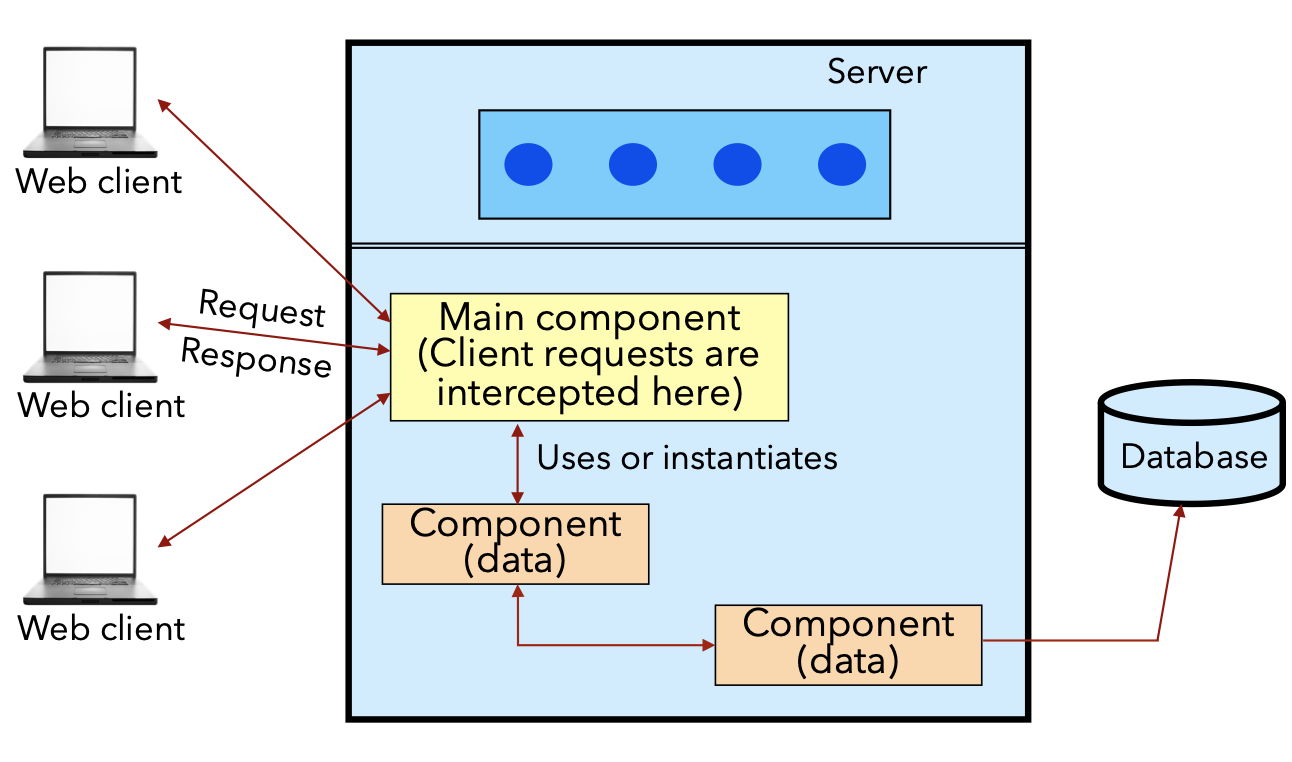 Server
Web client
Request
Response
Web client
Main component
(Client requests are
intercepted here)
Uses or instantiates
Database
Component
(data)
Component
(data)
Web client